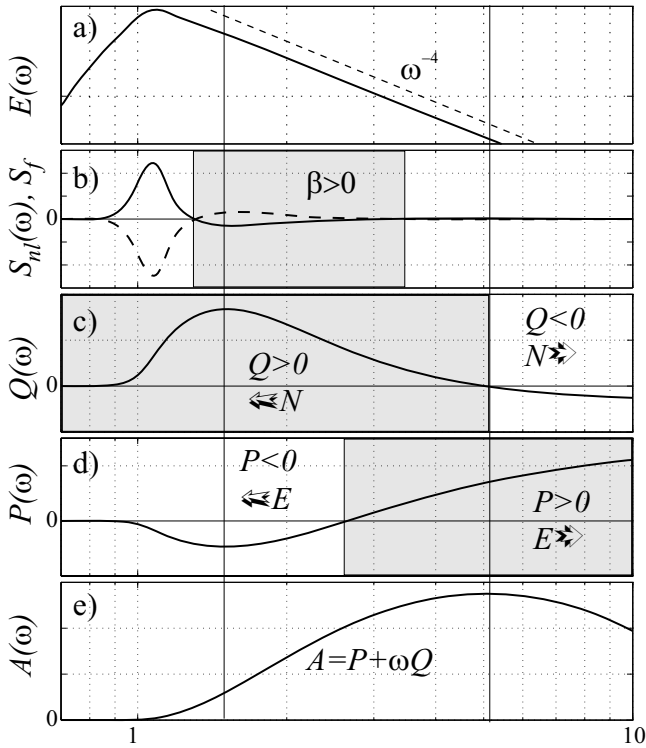 a)
E(ω)
ω⁻⁴
b)
S_nl(ω), S_f
0
β>0
c)
Q(ω)
0
Q>0
N
Q<0
N
d)
P(ω)
0
P<0
E
P>0
E
e)
A(ω)
A=P+ωQ
0
1
10